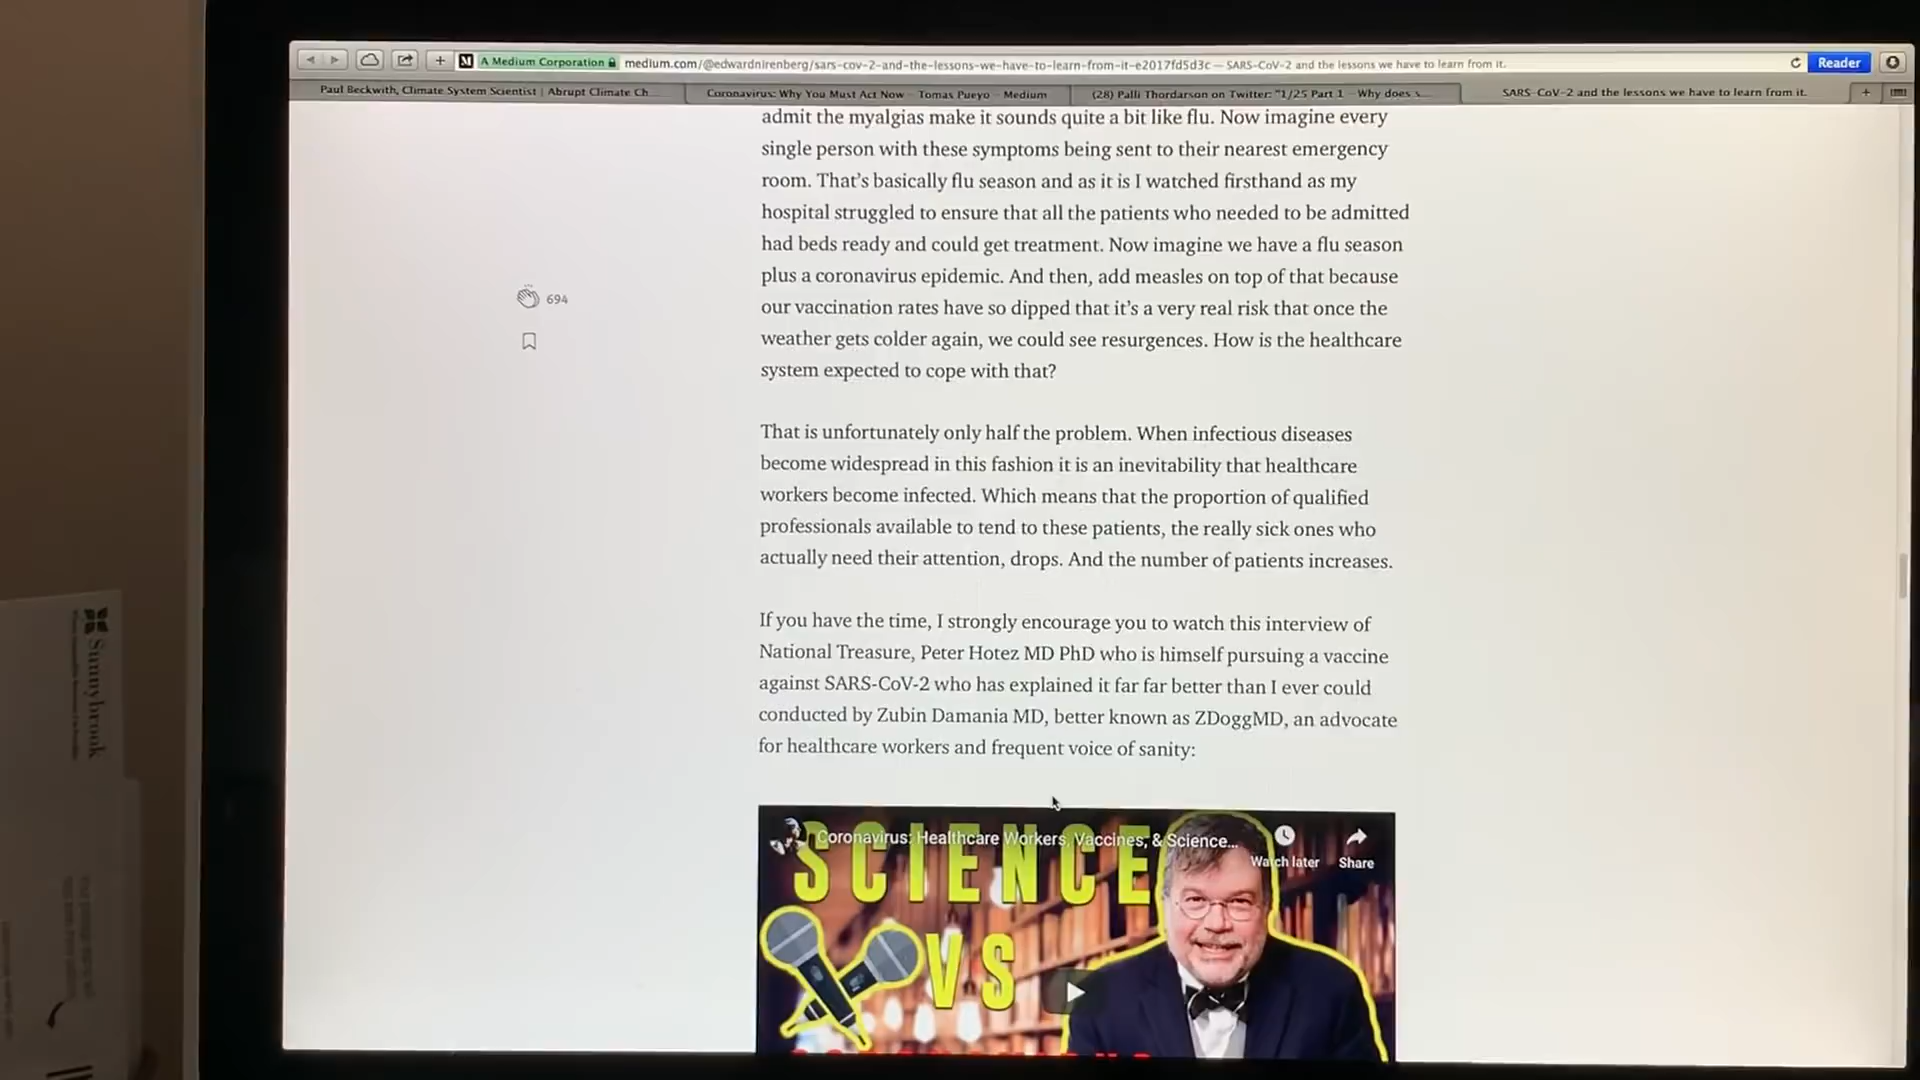 A Medium Corporation
medium.com/@edwardnirenberg/sars-cov-2-and-the-lessons-we-have-to-learn-from-it-e2017fd5d3c — SARS-CoV-2 and the lessons we have to learn from it.
Reader
Paul Beckwith, Climate System Scientist | Abrupt Climate Ch...
Coronavirus: Why You Must Act Now – Tomas Pueyo – Medium
(28) Palli Thordarson on Twitter: "1/25 Part 1 – Why does s...
SARS-CoV-2 and the lessons we have to learn from it.
admit the myalgias make it sounds quite a bit like flu. Now imagine every
single person with these symptoms being sent to their nearest emergency
room. That's basically flu season and as it is I watched firsthand as my
hospital struggled to ensure that all the patients who needed to be admitted
had beds ready and could get treatment. Now imagine we have a flu season
plus a coronavirus epidemic. And then, add measles on top of that because
our vaccination rates have so dipped that it's a very real risk that once the
weather gets colder again, we could see resurgences. How is the healthcare
system expected to cope with that?
694
That is unfortunately only half the problem. When infectious diseases
become widespread in this fashion it is an inevitability that healthcare
workers become infected. Which means that the proportion of qualified
professionals available to tend to these patients, the really sick ones who
actually need their attention, drops. And the number of patients increases.
If you have the time, I strongly encourage you to watch this interview of
National Treasure, Peter Hotez MD PhD who is himself pursuing a vaccine
against SARS-CoV-2 who has explained it far far better than I ever could
conducted by Zubin Damania MD, better known as ZDoggMD, an advocate
for healthcare workers and frequent voice of sanity:
Coronavirus: Healthcare Workers, Vaccines, & Science...
Watch later
Share
SCIENCE
VS
Sunnybrook